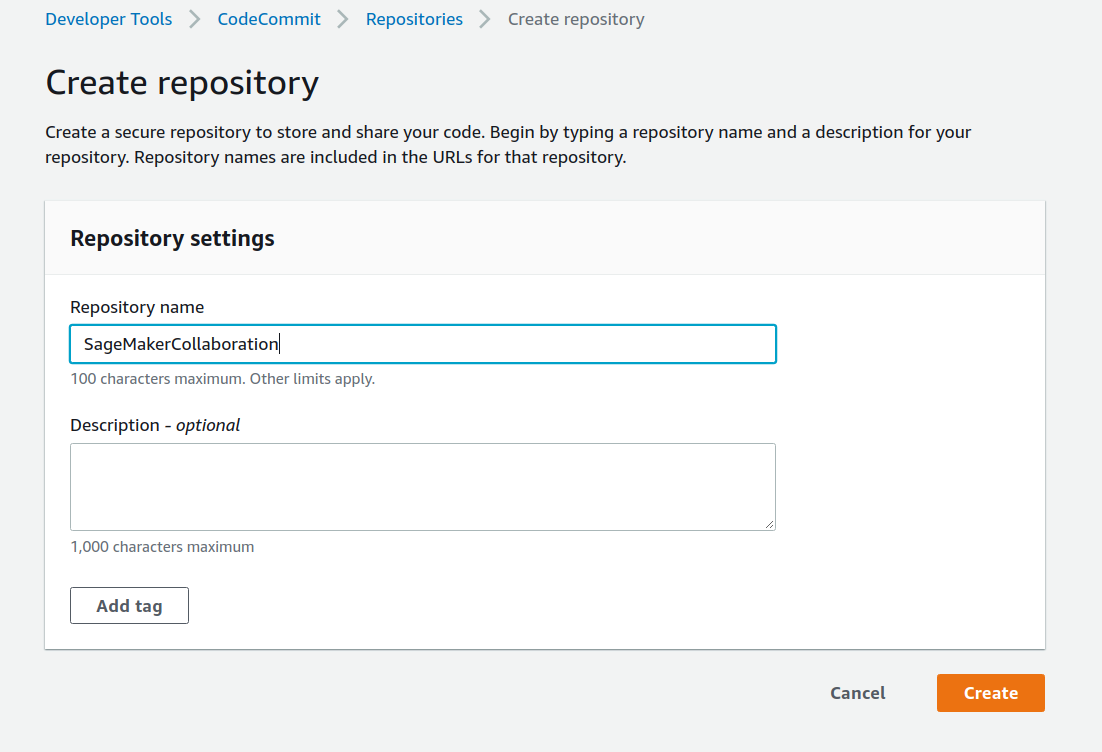 Developer Tools > CodeCommit > Repositories > Create repository
Create repository
Create a secure repository to store and share your code. Begin by typing a repository name and a description for your
repository. Repository names are included in the URLs for that repository.
Repository settings
Repository name
SageMakerCollaboration
100 characters maximum. Other limits apply.
Description - optional
1,000 characters maximum
Add tag
Cancel Create